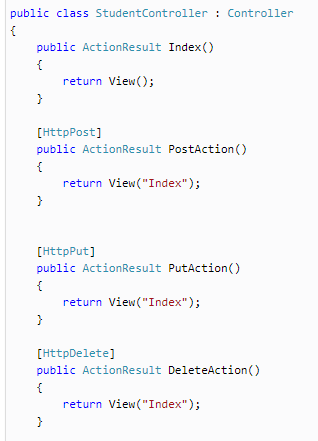 public class StudentController : Controller
{
    public ActionResult Index()
    {
        return View();
    }

    [HttpPost]
    public ActionResult PostAction()
    {
        return View("Index");
    }


    [HttpPut]
    public ActionResult PutAction()
    {
        return View("Index");
    }

    [HttpDelete]
    public ActionResult DeleteAction()
    {
        return View("Index");
    }